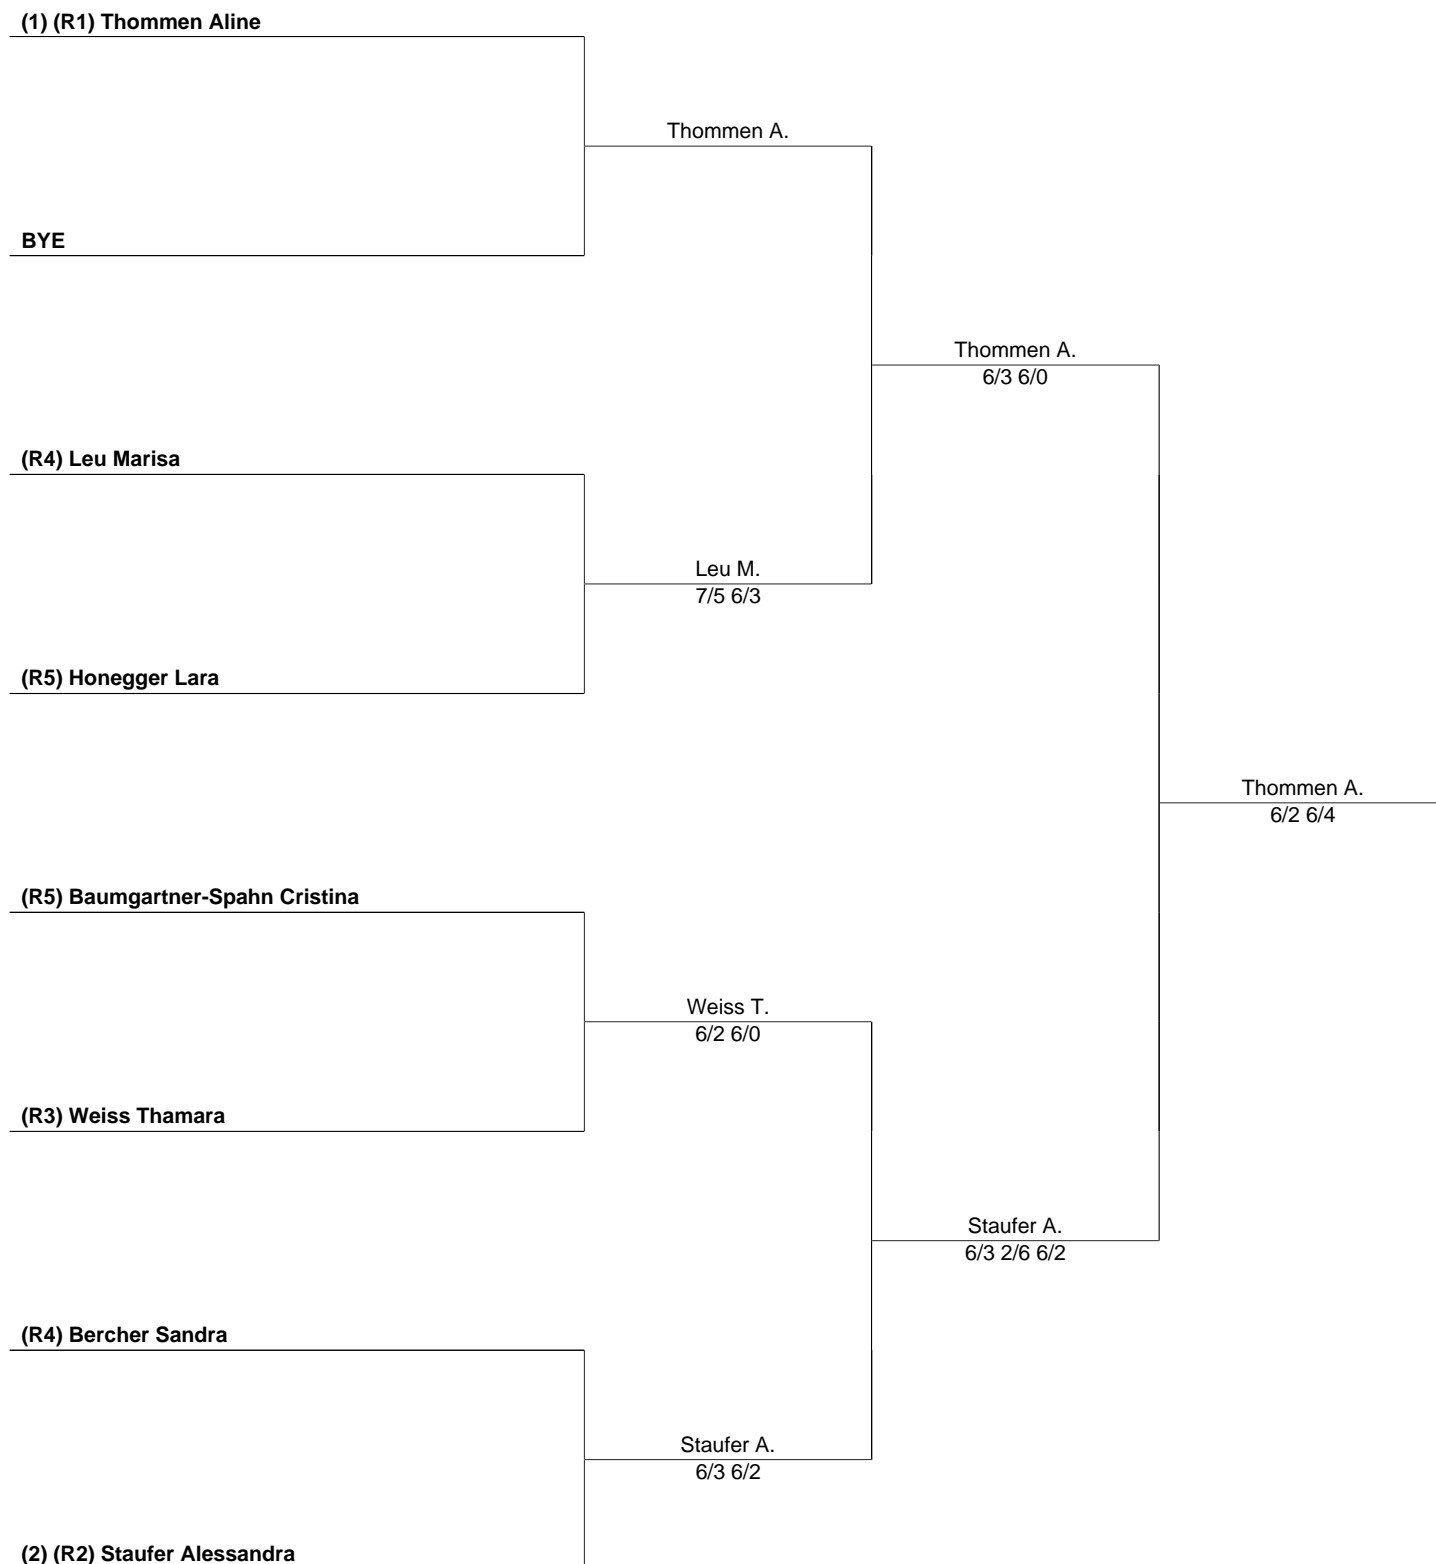 (1) (R1) Thommen Aline
Thommen A.
BYE
Thommen A.
6/3 6/0
(R4) Leu Marisa
Leu M.
7/5 6/3
(R5) Honegger Lara
Thommen A.
6/2 6/4
(R5) Baumgartner-Spahn Cristina
Weiss T.
6/2 6/0
(R3) Weiss Thamara
Staufer A.
6/3 2/6 6/2
(R4) Bercher Sandra
Staufer A.
6/3 6/2
(2) (R2) Staufer Alessandra